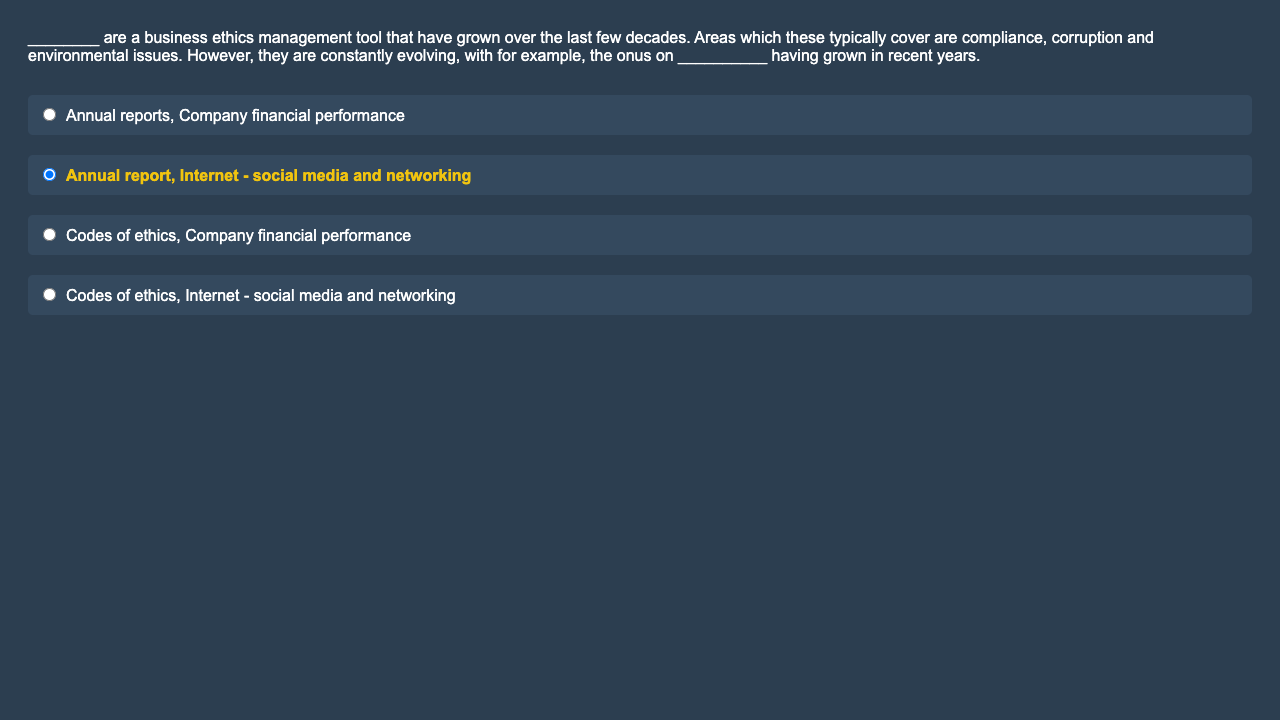 ________ are a business ethics management tool that have grown over the last few decades. Areas which these typically cover are compliance, corruption and
environmental issues. However, they are constantly evolving, with for example, the onus on __________ having grown in recent years.
Annual reports, Company financial performance
Annual report, Internet - social media and networking
Codes of ethics, Company financial performance
Codes of ethics, Internet - social media and networking